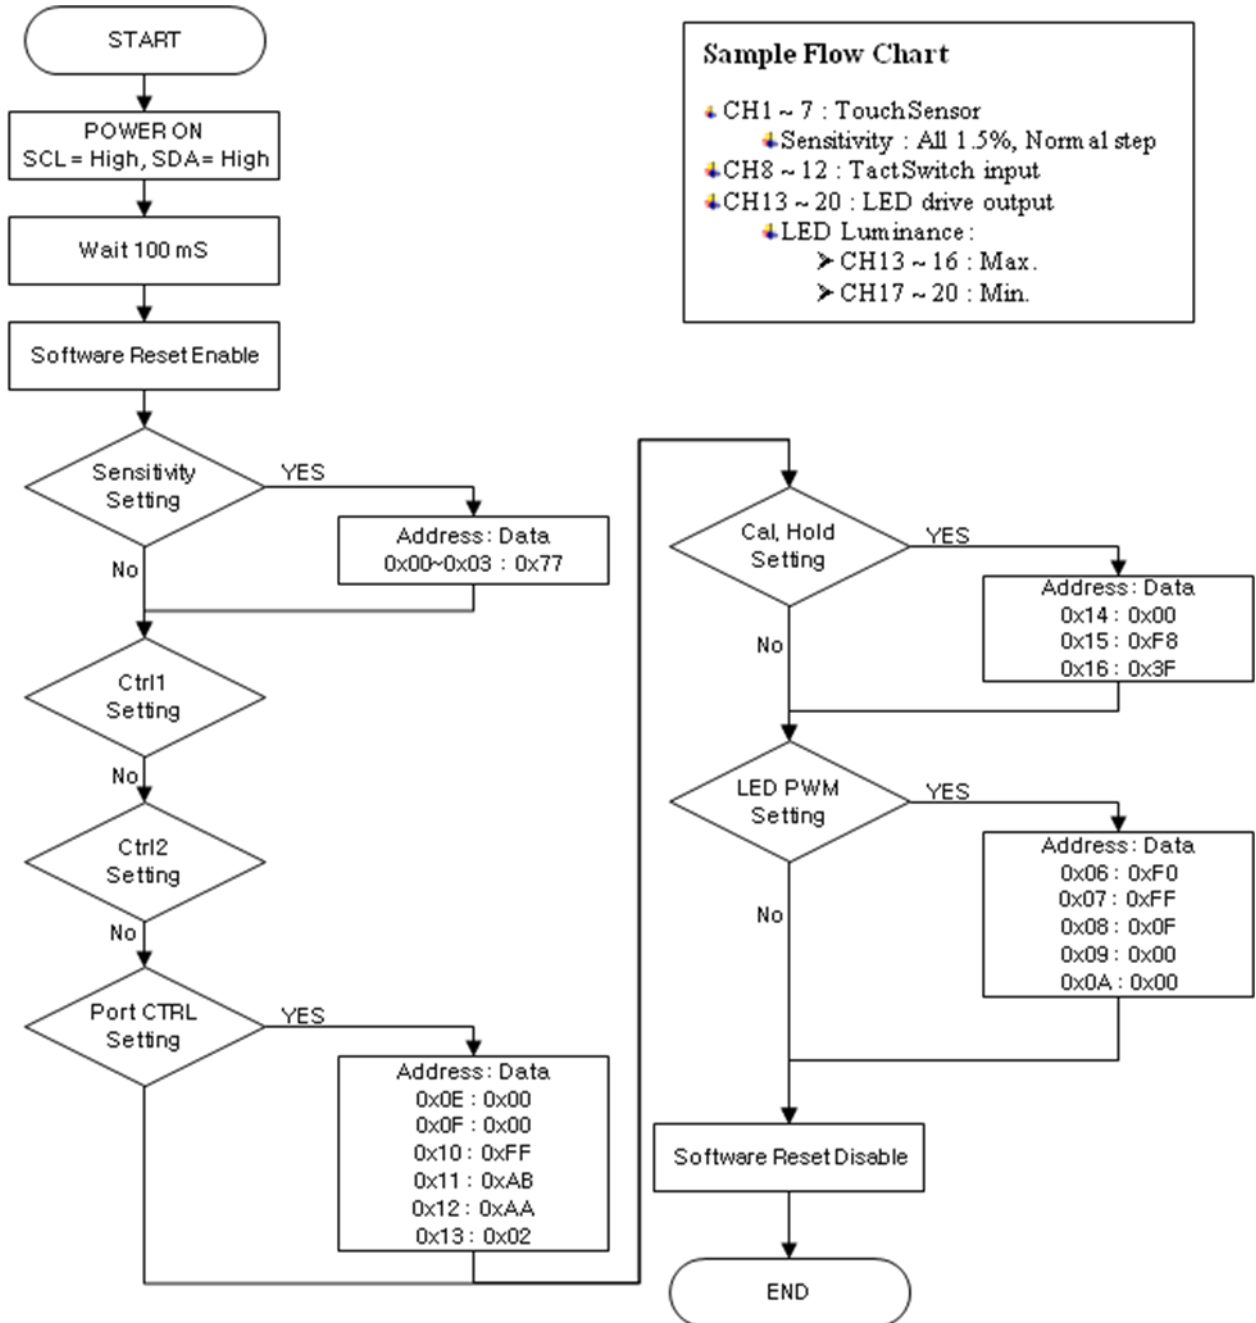 START
POWER ON
SCL = High, SDA = High
Wait 100 mS
Software Reset Enable
Sensitivity
Setting
YES
No
Address: Data
0x00~0x03 : 0x77
Ctrl1
Setting
No
Ctrl2
Setting
No
Port CTRL
Setting
YES
Address: Data
0x0E : 0x00
0x0F : 0x00
0x10 : 0xFF
0x11 : 0xAB
0x12 : 0xAA
0x13 : 0x02
Sample Flow Chart
CH1 ~ 7 : TouchSensor
Sensitivity : All 1.5%, Normal step
CH8 ~ 12 : TactSwitch input
CH13 ~ 20 : LED drive output
LED Luminance :
CH13 ~ 16 : Max.
CH17 ~ 20 : Min.
Cal, Hold
Setting
YES
No
Address: Data
0x14 : 0x00
0x15 : 0xF8
0x16 : 0x3F
LED PWM
Setting
YES
No
Address: Data
0x06 : 0xF0
0x07 : 0xFF
0x08 : 0x0F
0x09 : 0x00
0x0A : 0x00
Software Reset Disable
END